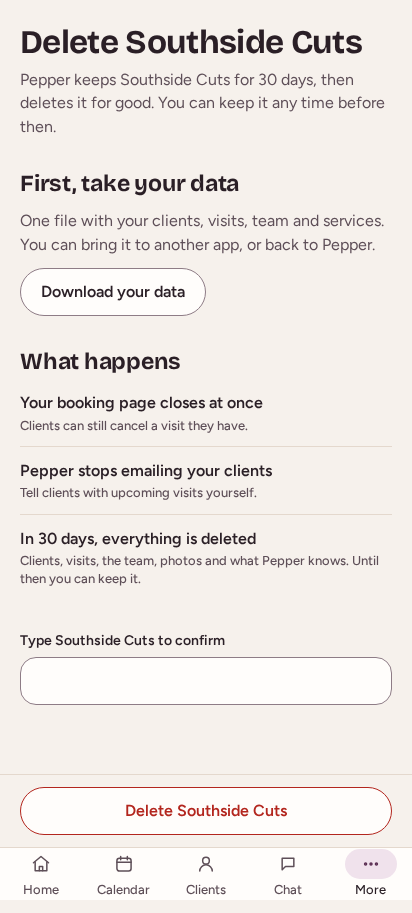 Delete Southside Cuts
Pepper keeps Southside Cuts for 30 days, then
deletes it for good. You can keep it any time before
then.
First, take your data
One file with your clients, visits, team and services.
You can bring it to another app, or back to Pepper.
Download your data
What happens
Your booking page closes at once
Clients can still cancel a visit they have.
Pepper stops emailing your clients
Tell clients with upcoming visits yourself.
In 30 days, everything is deleted
Clients, visits, the team, photos and what Pepper knows. Until
then you can keep it.
Type Southside Cuts to confirm
Delete Southside Cuts
Home Calendar Clients Chat More